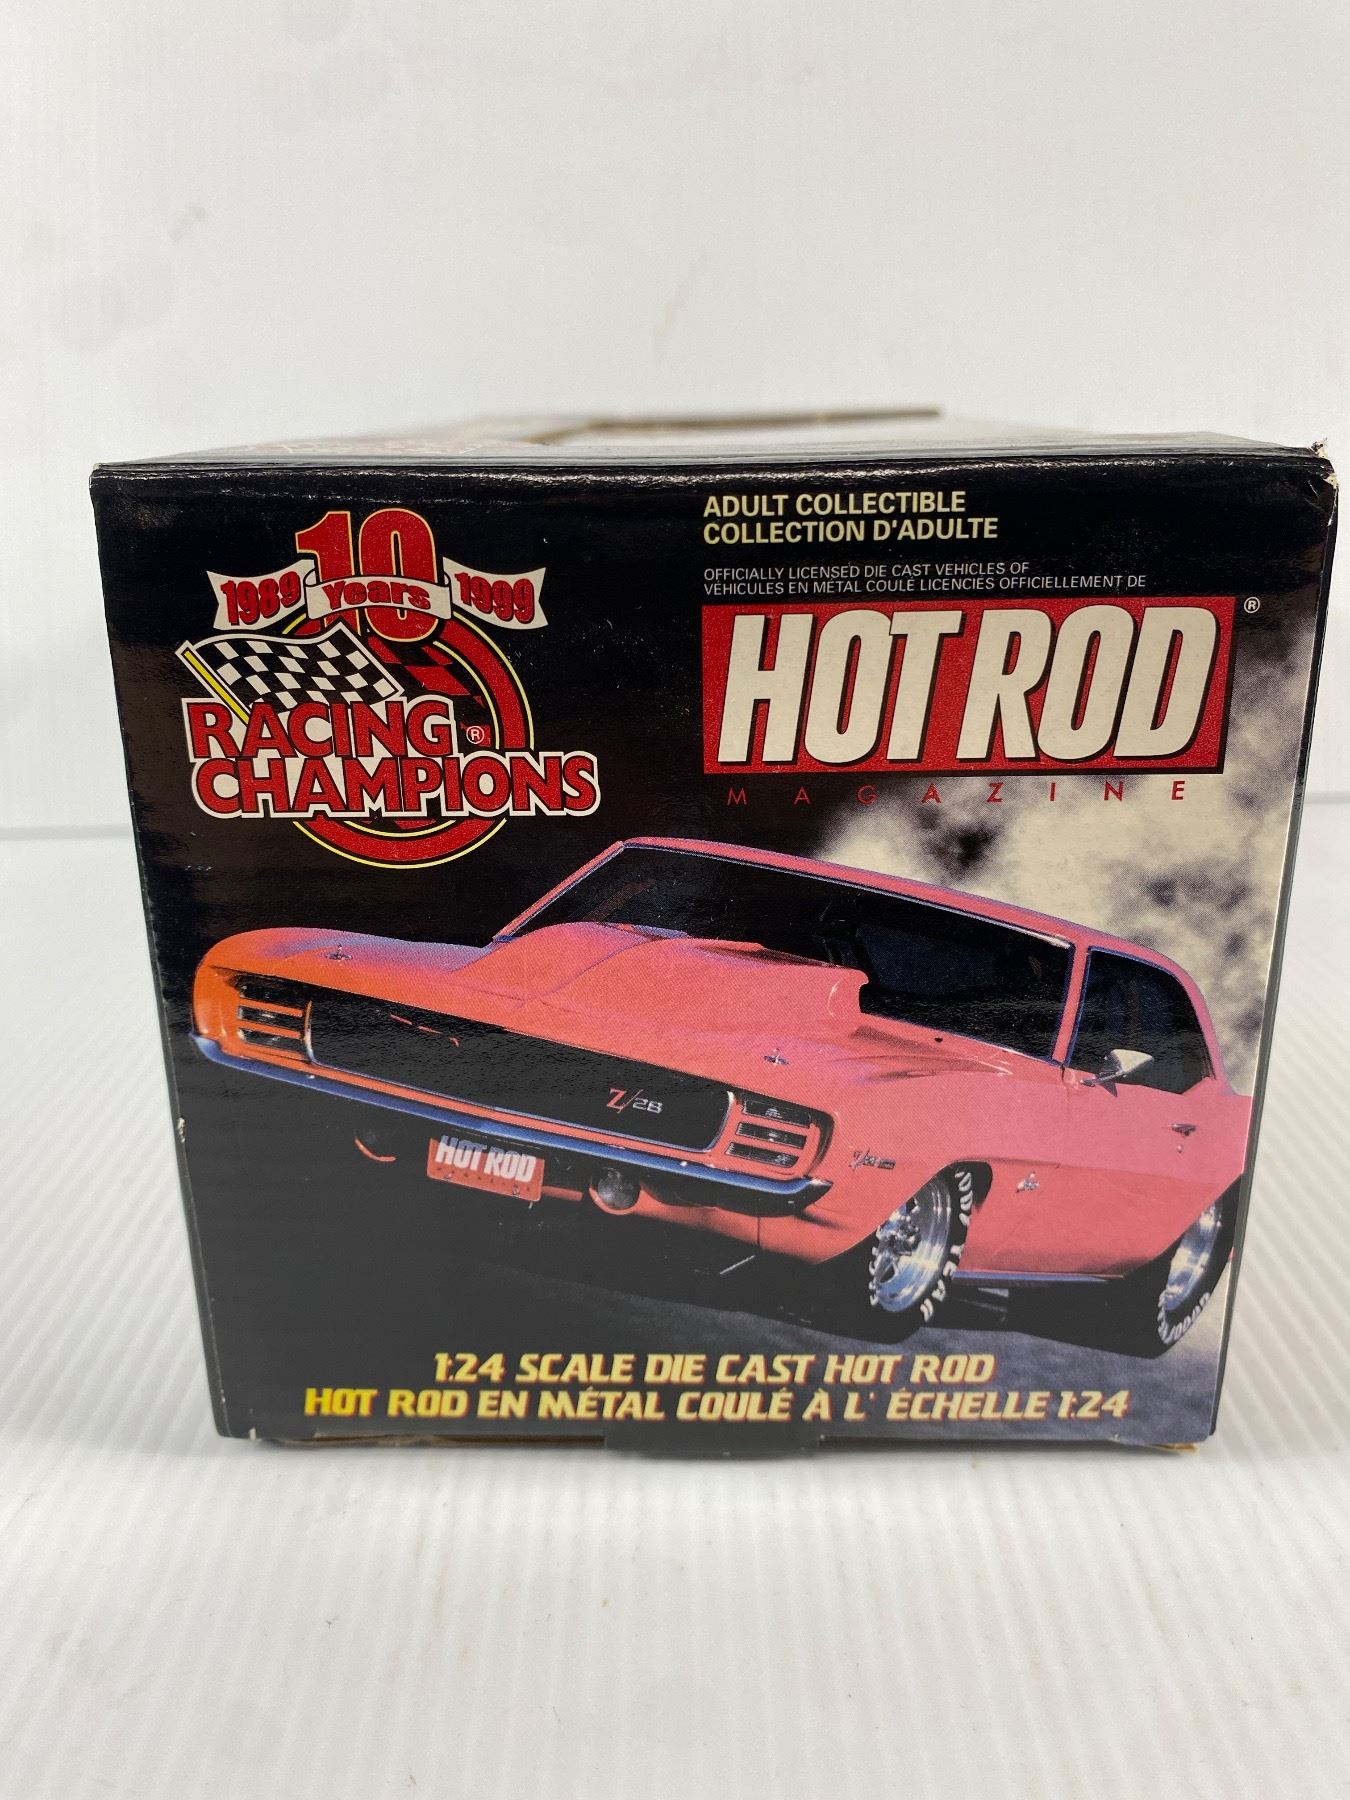 10
1989 Years 1999
RACING ®
CHAMPIONS
ADULT COLLECTIBLE
COLLECTION D'ADULTE
OFFICIALLY LICENSED DIE CAST VEHICLES OF
VÉHICULES EN MÉTAL COULÉ LICENCIÉS OFFICIELLEMENT DE
HOT ROD ®
MAGAZINE
Z/28
HOT ROD
MAGAZINE
GOODYEAR
1:24 SCALE DIE CAST HOT ROD
HOT ROD EN MÉTAL COULÉ À L' ÉCHELLE 1:24